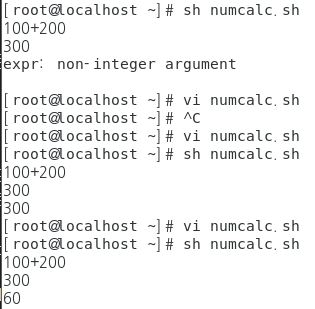 [root@localhost ~]# sh numcalc.sh
100+200
300
expr: non-integer argument
[root@localhost ~]# vi numcalc.sh
[root@localhost ~]# ^C
[root@localhost ~]# vi numcalc.sh
[root@localhost ~]# sh numcalc.sh
100+200
300
300
[root@localhost ~]# vi numcalc.sh
[root@localhost ~]# sh numcalc.sh
100+200
300
60